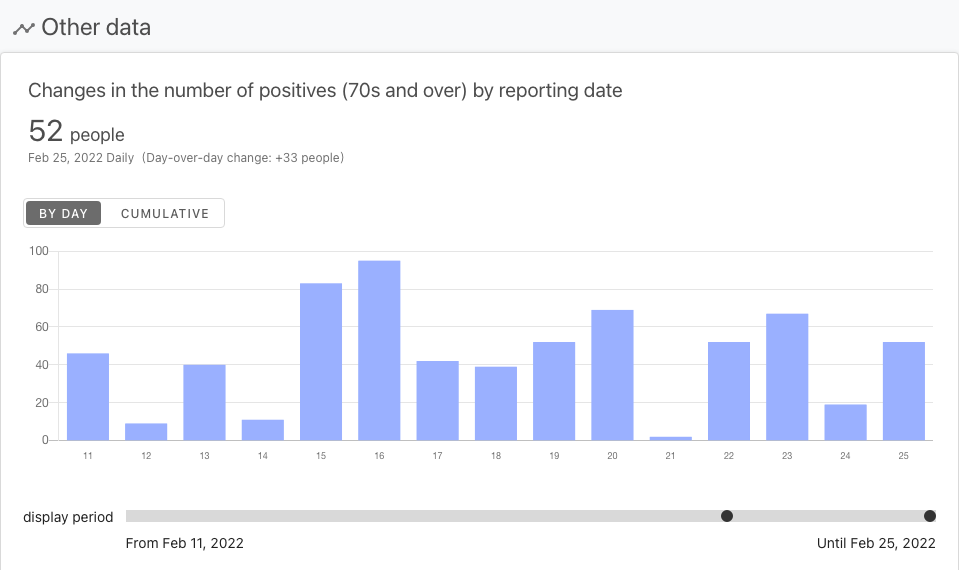 Other data
Changes in the number of positives (70s and over) by reporting date
52 people
Feb 25, 2022 Daily (Day-over-day change: +33 people)
BY DAY CUMULATIVE
100
80
60
40
20
0
11 12 13 14 15 16 17 18 19 20 21 22 23 24 25
display period
From Feb 11, 2022 Until Feb 25, 2022